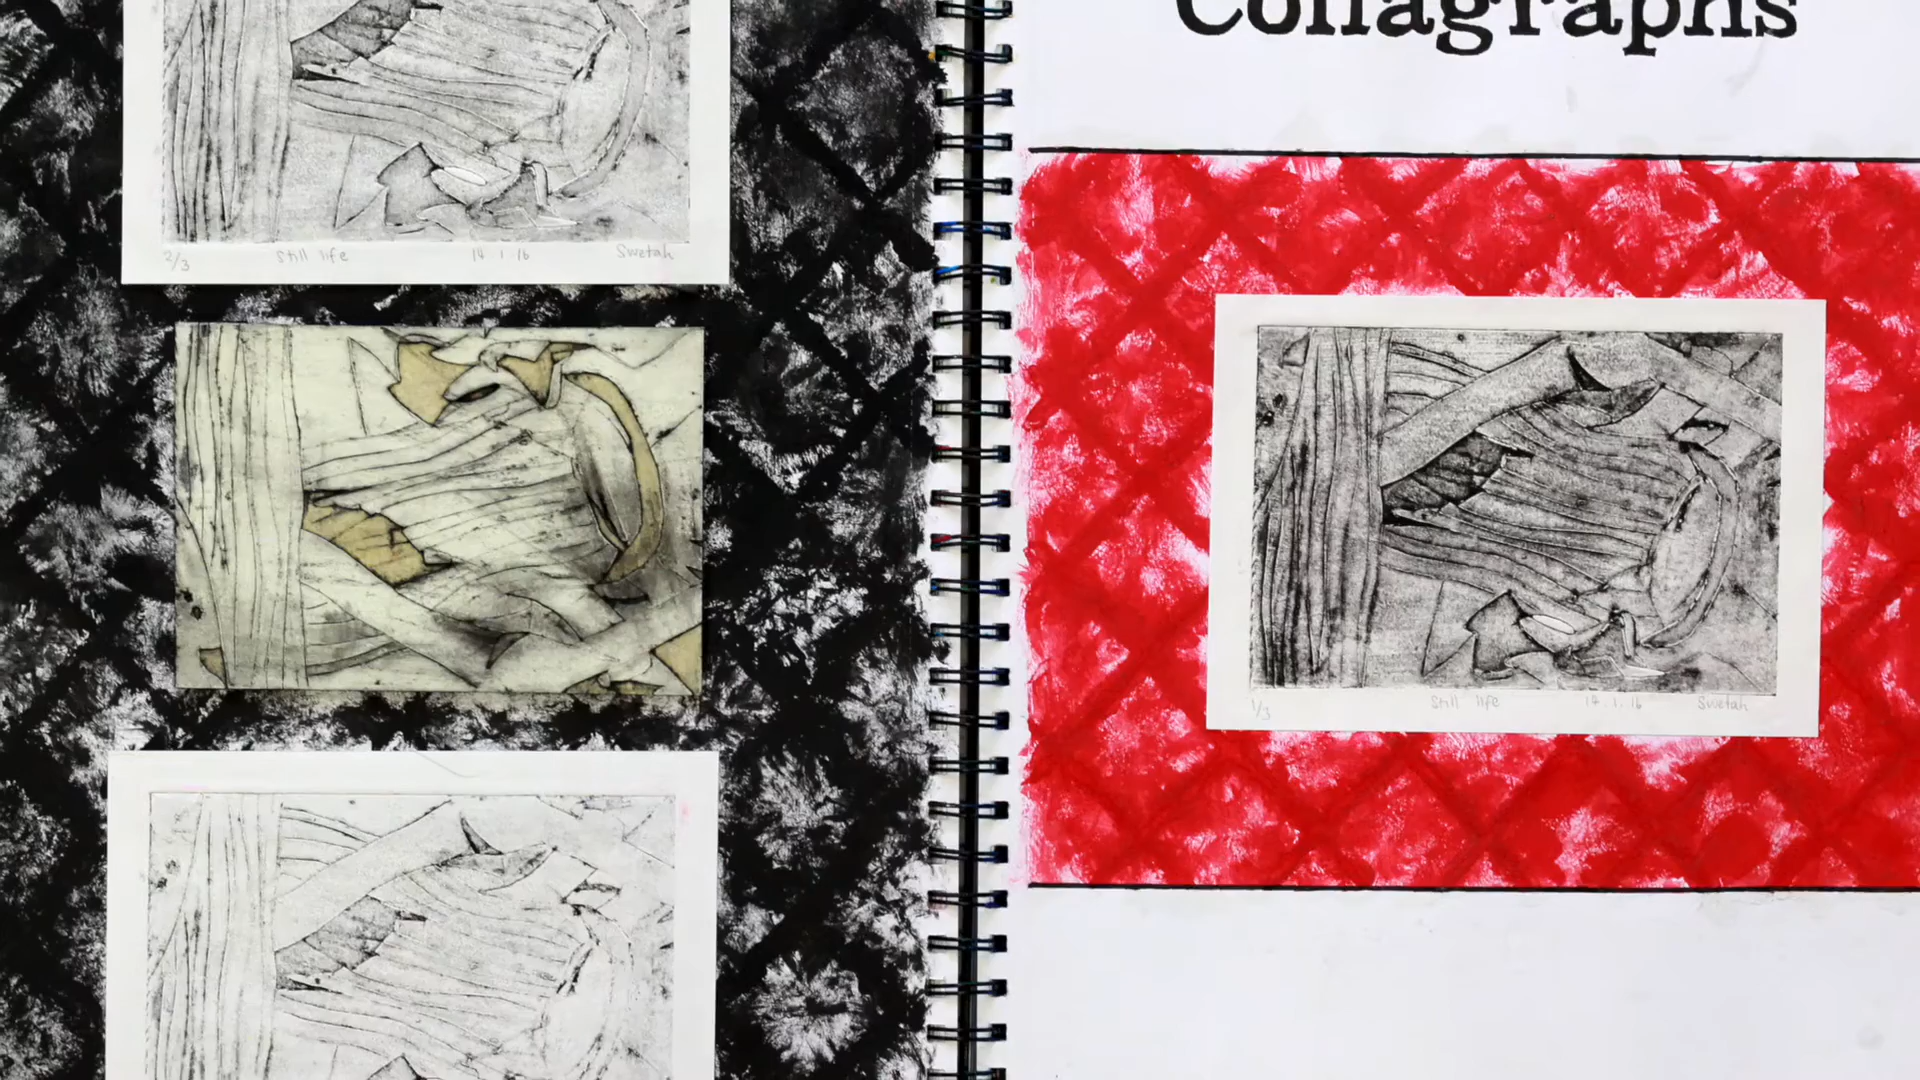 2/3 Still life 14.1.16 Swetah
Collagraphs
1/3 Still life 14.1.16 Swetah